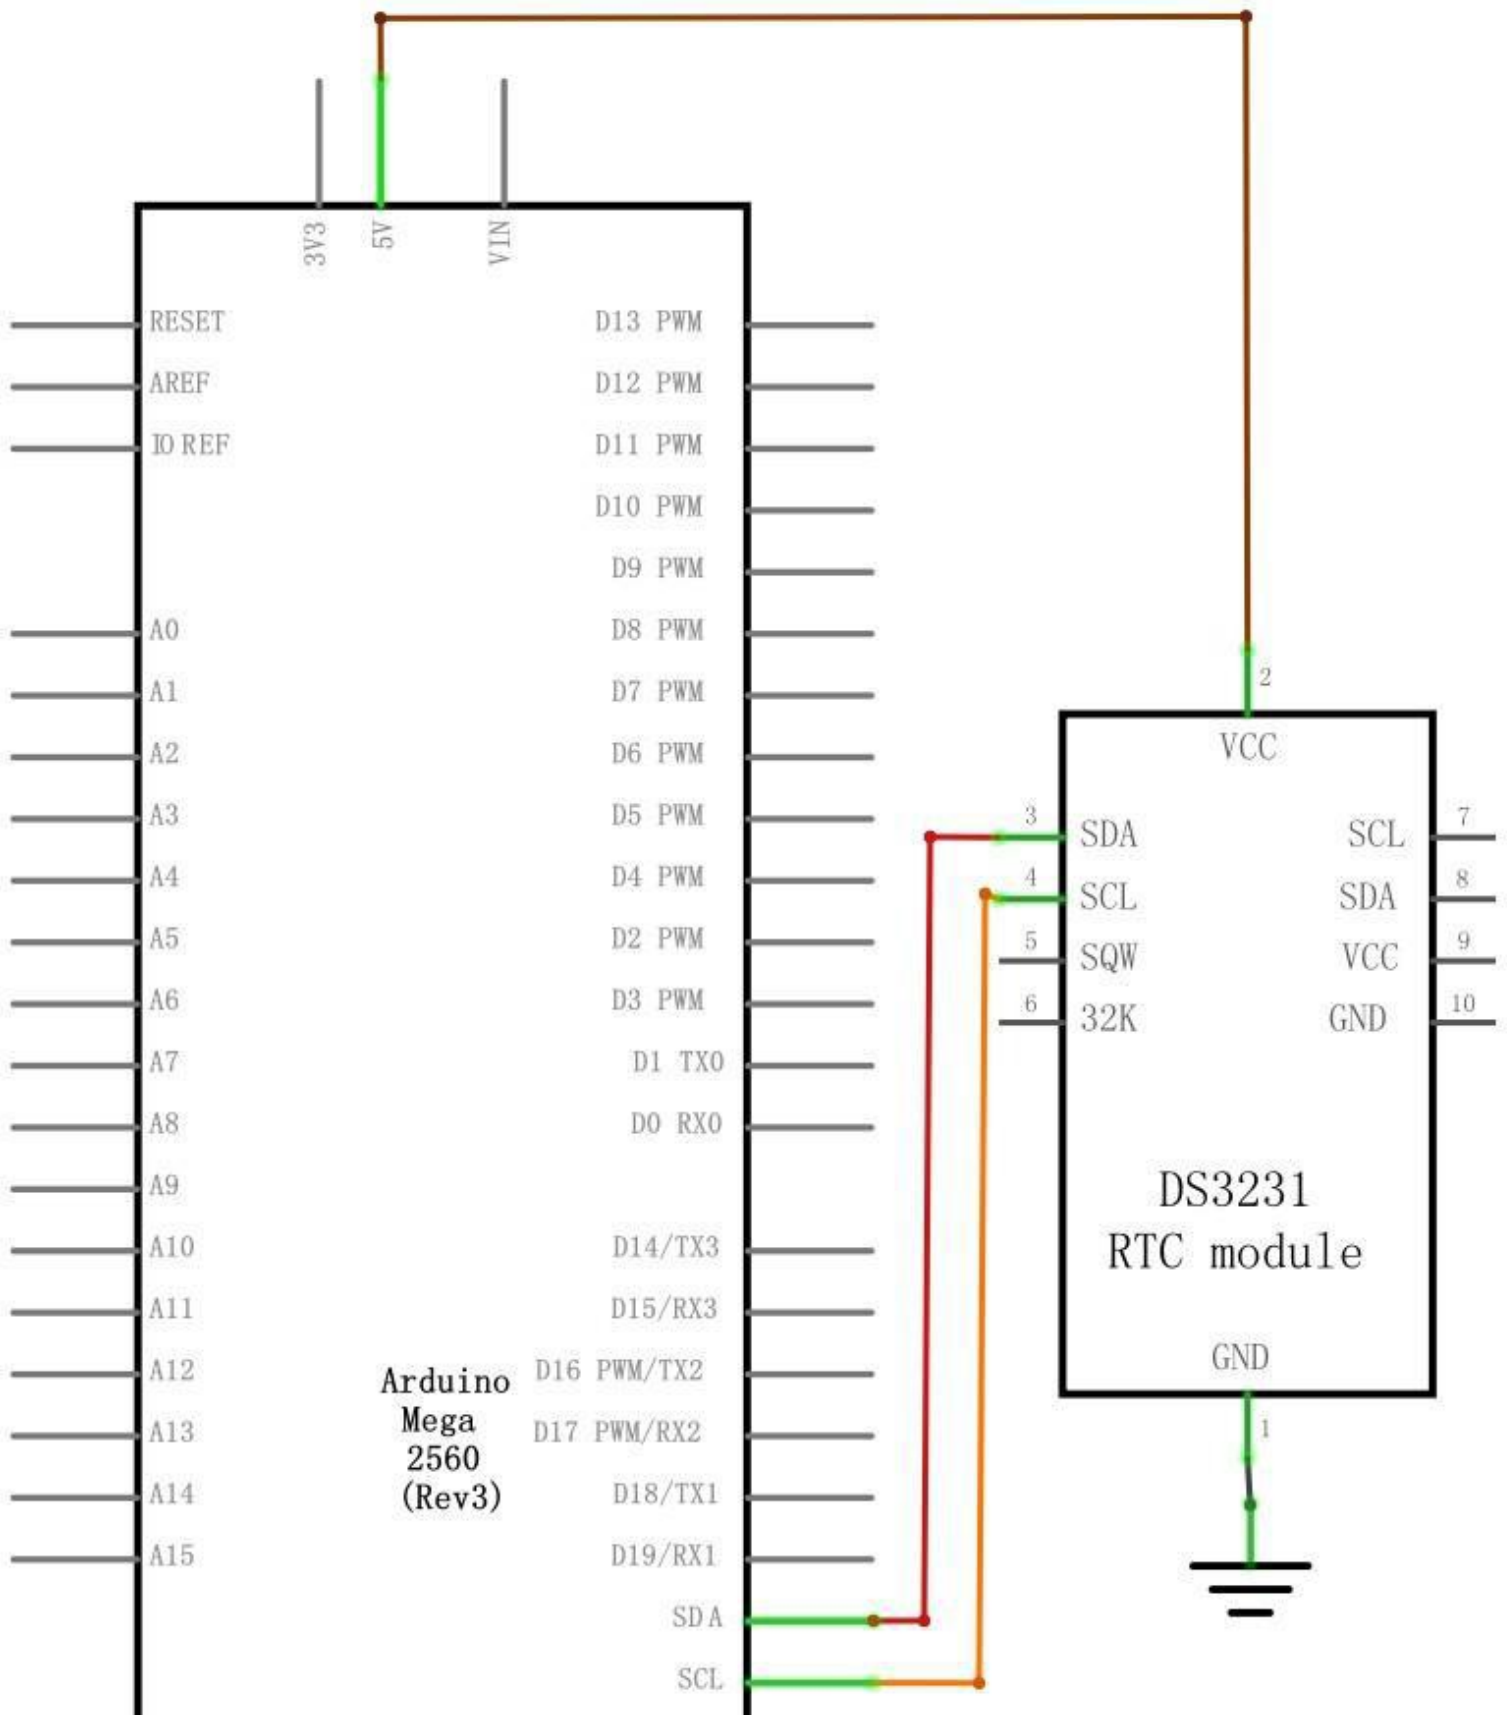 3V3
5V
VIN
RESET
AREF
IO REF
A0
A1
A2
A3
A4
A5
A6
A7
A8
A9
A10
A11
A12
A13
A14
A15
D13 PWM
D12 PWM
D11 PWM
D10 PWM
D9 PWM
D8 PWM
D7 PWM
D6 PWM
D5 PWM
D4 PWM
D2 PWM
D3 PWM
D1 TX0
D0 RX0
D14/TX3
D15/RX3
D16 PWM/TX2
D17 PWM/RX2
D18/TX1
D19/RX1
SDA
SCL
Arduino
Mega
2560
(Rev3)
2
VCC
3
SDA
4
SCL
5
SQW
6
32K
SCL
7
SDA
8
VCC
9
GND
10
DS3231
RTC module
GND
1